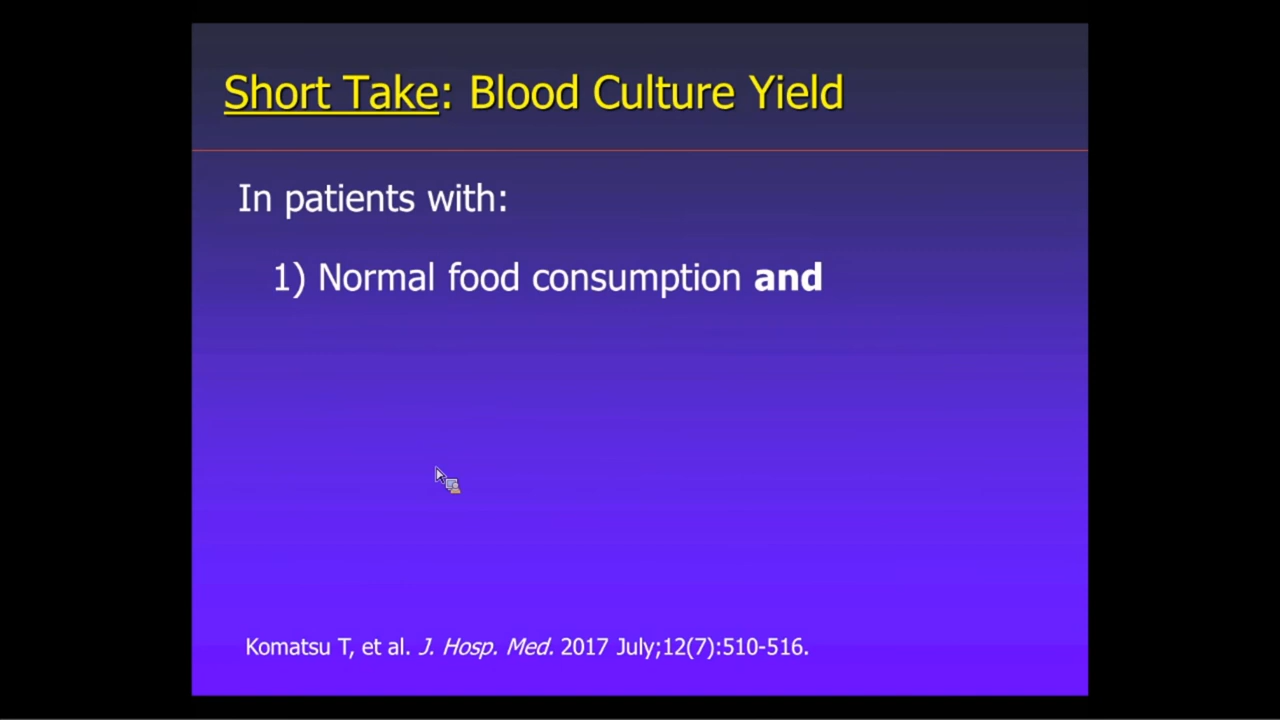 Short Take: Blood Culture Yield
In patients with:
1) Normal food consumption and
Komatsu T, et al. J. Hosp. Med. 2017 July;12(7):510-516.